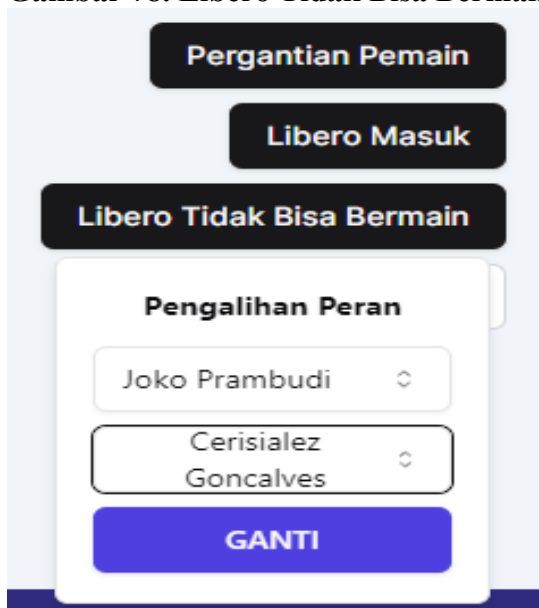 Pergantian Pemain
Libero Masuk
Libero Tidak Bisa Bermain
Pengalihan Peran
Joko Prambudi
Cerisialez
Goncalves
GANTI